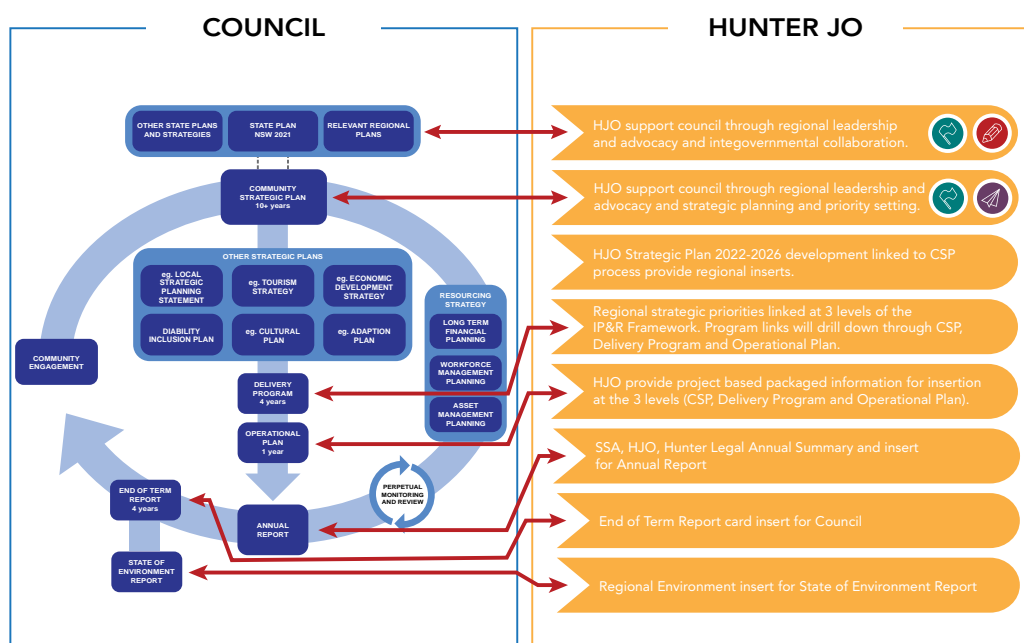 COUNCIL
HUNTER JO
OTHER STATE PLANS
AND STRATEGIES
STATE PLAN
NSW 2021
RELEVANT REGIONAL
PLANS
COMMUNITY
STRATEGIC PLAN
10+ years
OTHER STRATEGIC PLANS
eg. LOCAL
STRATEGIC
PLANNING
STATEMENT
eg. TOURISM
STRATEGY
eg. ECONOMIC
DEVELOPMENT
STRATEGY
DIABILITY
INCLUSION PLAN
eg. CULTURAL
PLAN
eg. ADAPTION
PLAN
RESOURCING
STRATEGY
LONG TERM
FINANCIAL
PLANNING
WORKFORCE
MANAGEMENT
PLANNING
ASSET
MANAGEMENT
PLANNING
COMMUNITY
ENGAGEMENT
DELIVERY
PROGRAM
4 years
OPERATIONAL
PLAN
1 year
PERPETUAL
MONITORING
AND REVIEW
END OF TERM
REPORT
4 years
ANNUAL
REPORT
STATE OF
ENVIRONMENT
REPORT
HJO support council through regional leadership
and advocacy and integovernmental collaboration.
HJO support council through regional leadership and
advocacy and strategic planning and priority setting.
HJO Strategic Plan 2022-2026 development linked to CSP
process provide regional inserts.
Regional strategic priorities linked at 3 levels of the
IP&R Framework. Program links will drill down through CSP,
Delivery Program and Operational Plan.
HJO provide project based packaged information for insertion
at the 3 levels (CSP, Delivery Program and Operational Plan).
SSA, HJO, Hunter Legal Annual Summary and insert
for Annual Report
End of Term Report card insert for Council
Regional Environment insert for State of Environment Report